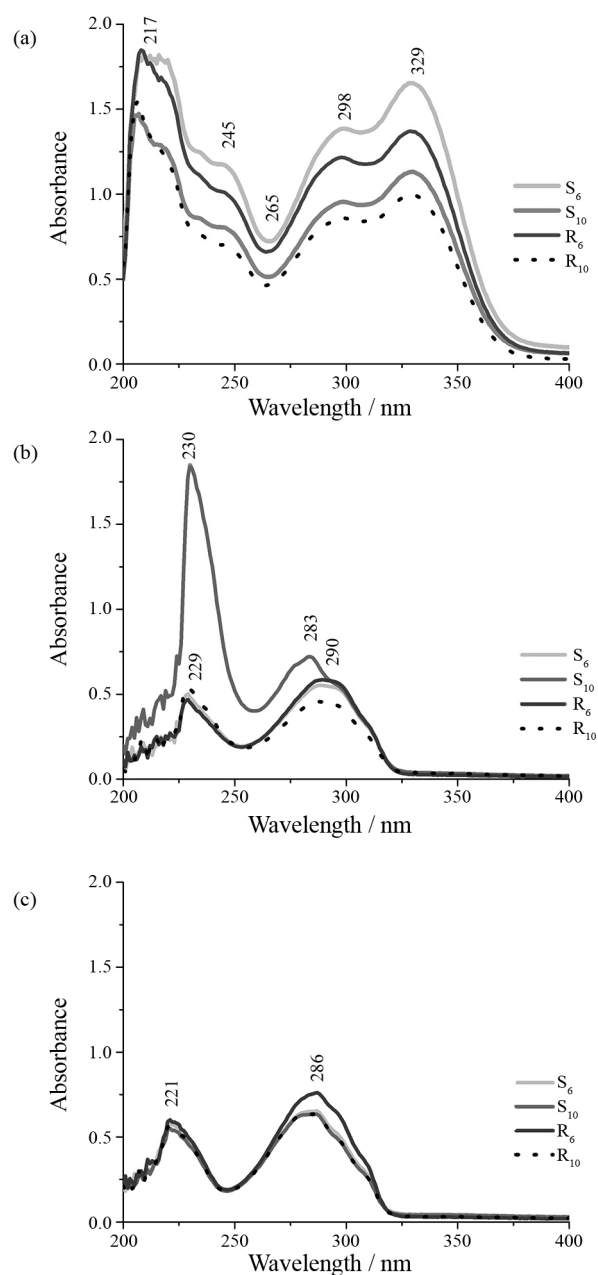 (a)
2.0
1.5
1.0
0.5
0.0
Absorbance
217
245
265
298
329
S6
S10
R6
R10
200
250
300
350
400
Wavelength / nm
(b)
2.0
1.5
1.0
0.5
0.0
Absorbance
230
229
283
290
S6
S10
R6
R10
200
250
300
350
400
Wavelength / nm
(c)
2.0
1.5
1.0
0.5
0.0
Absorbance
221
286
S6
S10
R6
R10
200
250
300
350
400
Wavelength / nm